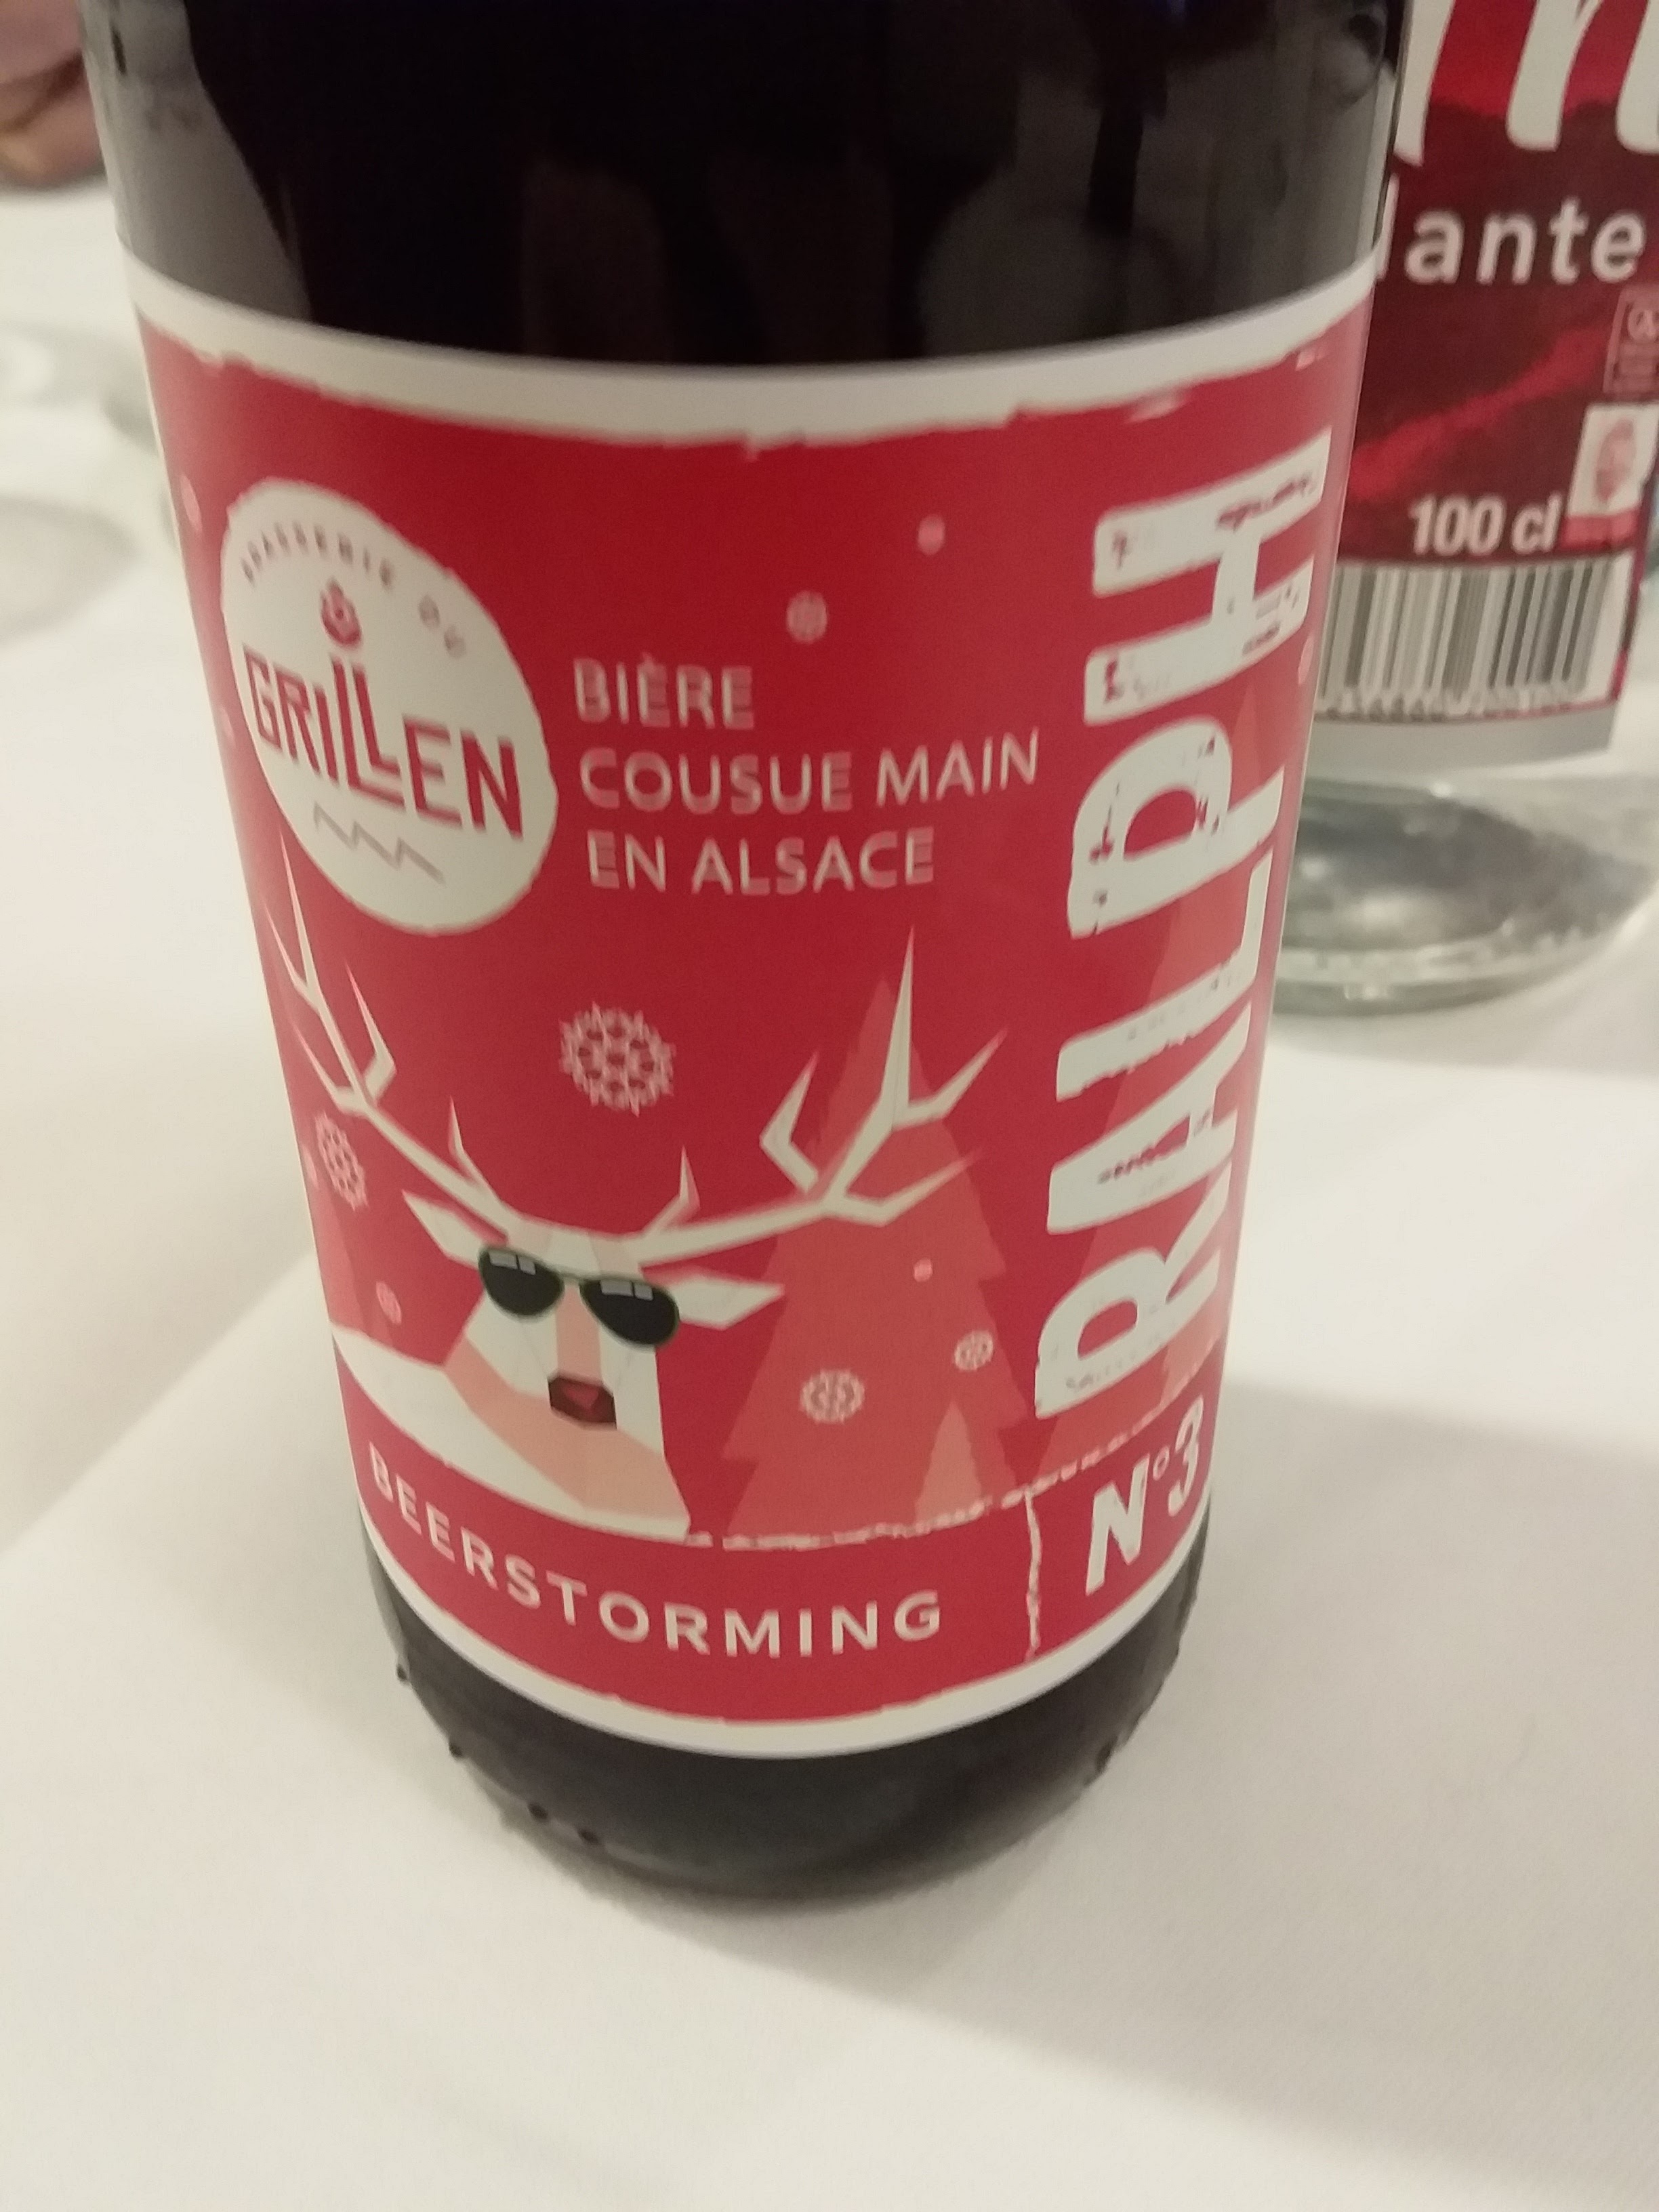 BRASSERIE DU
GRILLEN
BIÈRE
COUSUE MAIN
EN ALSACE
RALPH
N°3
BEERSTORMING
lante
100 cl